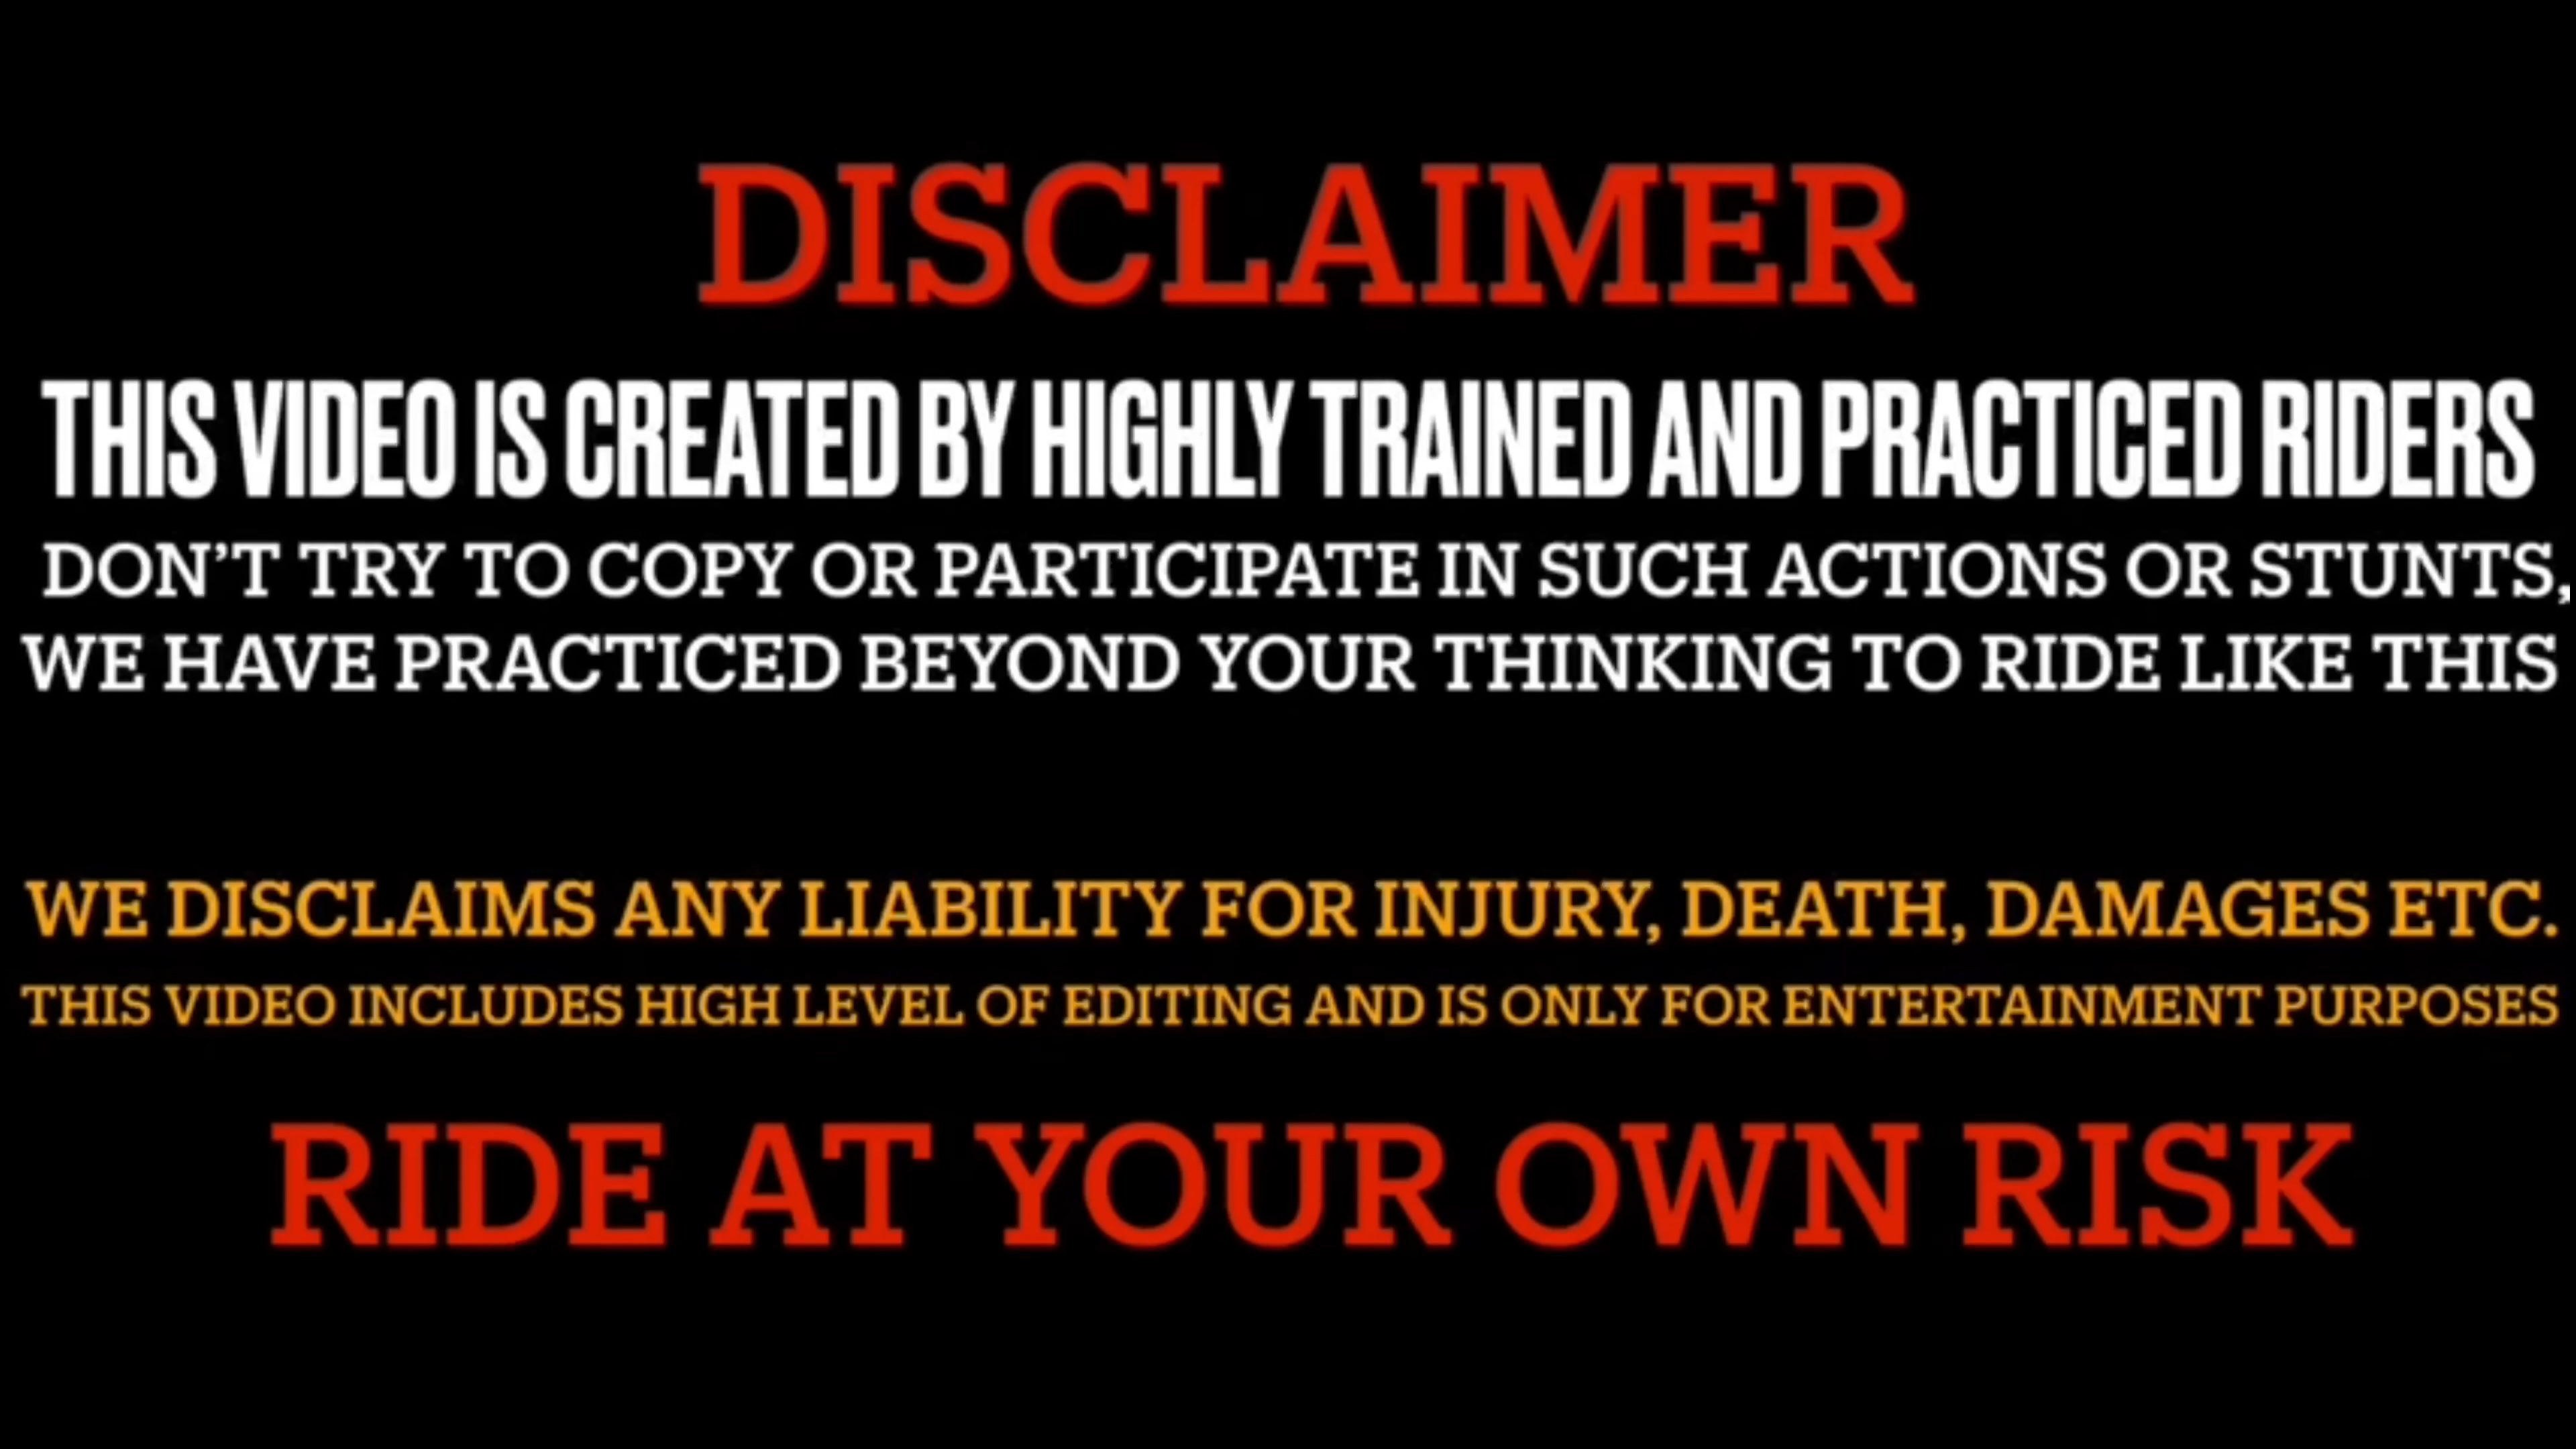 DISCLAIMER
THIS VIDEO IS CREATED BY HIGHLY TRAINED AND PRACTICED RIDERS
DON’T TRY TO COPY OR PARTICIPATE IN SUCH ACTIONS OR STUNTS,
WE HAVE PRACTICED BEYOND YOUR THINKING TO RIDE LIKE THIS
WE DISCLAIMS ANY LIABILITY FOR INJURY, DEATH, DAMAGES ETC.
THIS VIDEO INCLUDES HIGH LEVEL OF EDITING AND IS ONLY FOR ENTERTAINMENT PURPOSES
RIDE AT YOUR OWN RISK